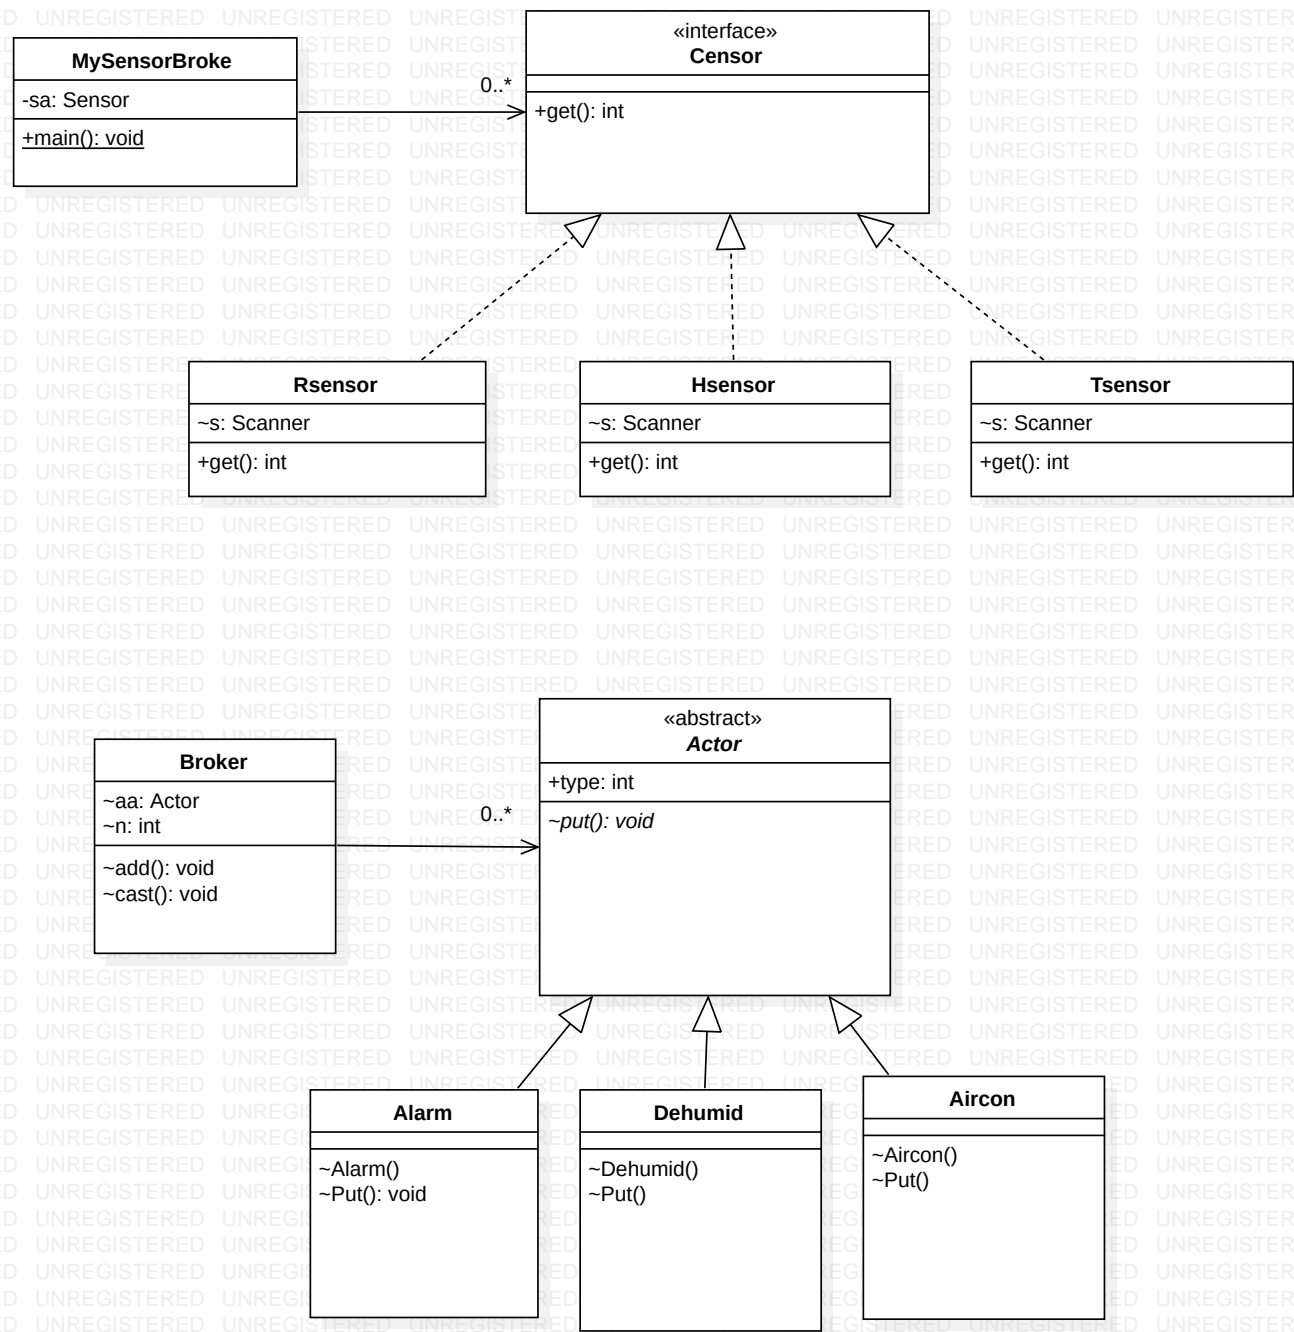 MySensorBroke
-sa: Sensor
+main(): void
0..*
«interface»
Censor
+get(): int
Rsensor
~s: Scanner
+get(): int
Hsensor
~s: Scanner
+get(): int
Tsensor
~s: Scanner
+get(): int
Broker
~aa: Actor
~n: int
~add(): void
~cast(): void
0..*
«abstract»
Actor
+type: int
~put(): void
Alarm
~Alarm()
~Put(): void
Dehumid
~Dehumid()
~Put()
Aircon
~Aircon()
~Put()
UNREGISTERED